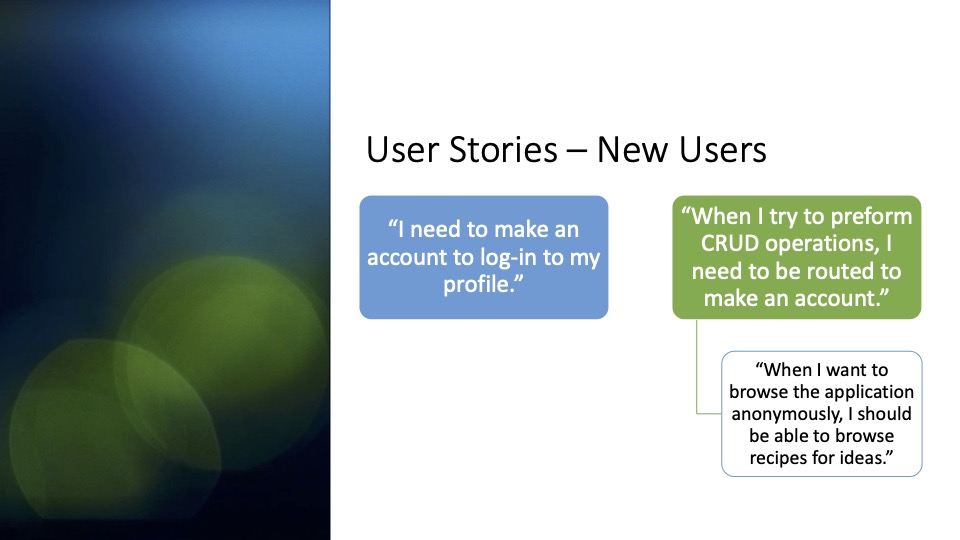 User Stories – New Users
“I need to make an
account to log-in to my
profile.”
“When I try to preform
CRUD operations, I
need to be routed to
make an account.”
“When I want to
browse the application
anonymously, I should
be able to browse
recipes for ideas.”